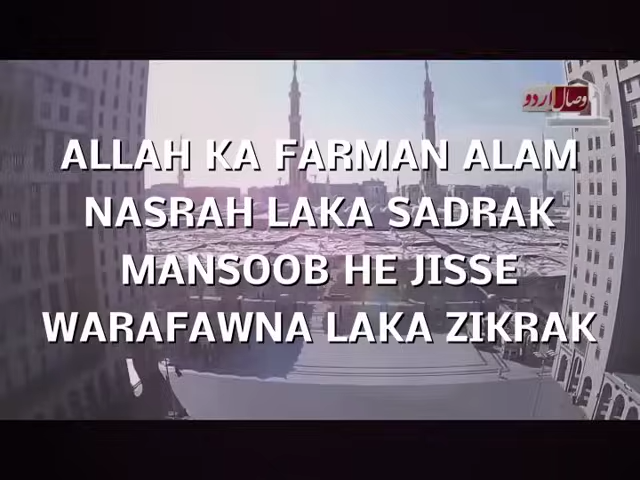 وصال اردو
ALLAH KA FARMAN ALAM
NASRAH LAKA SADRAK
MANSOOB HE JISSE
WARAFAWNA LAKA ZIKRAK